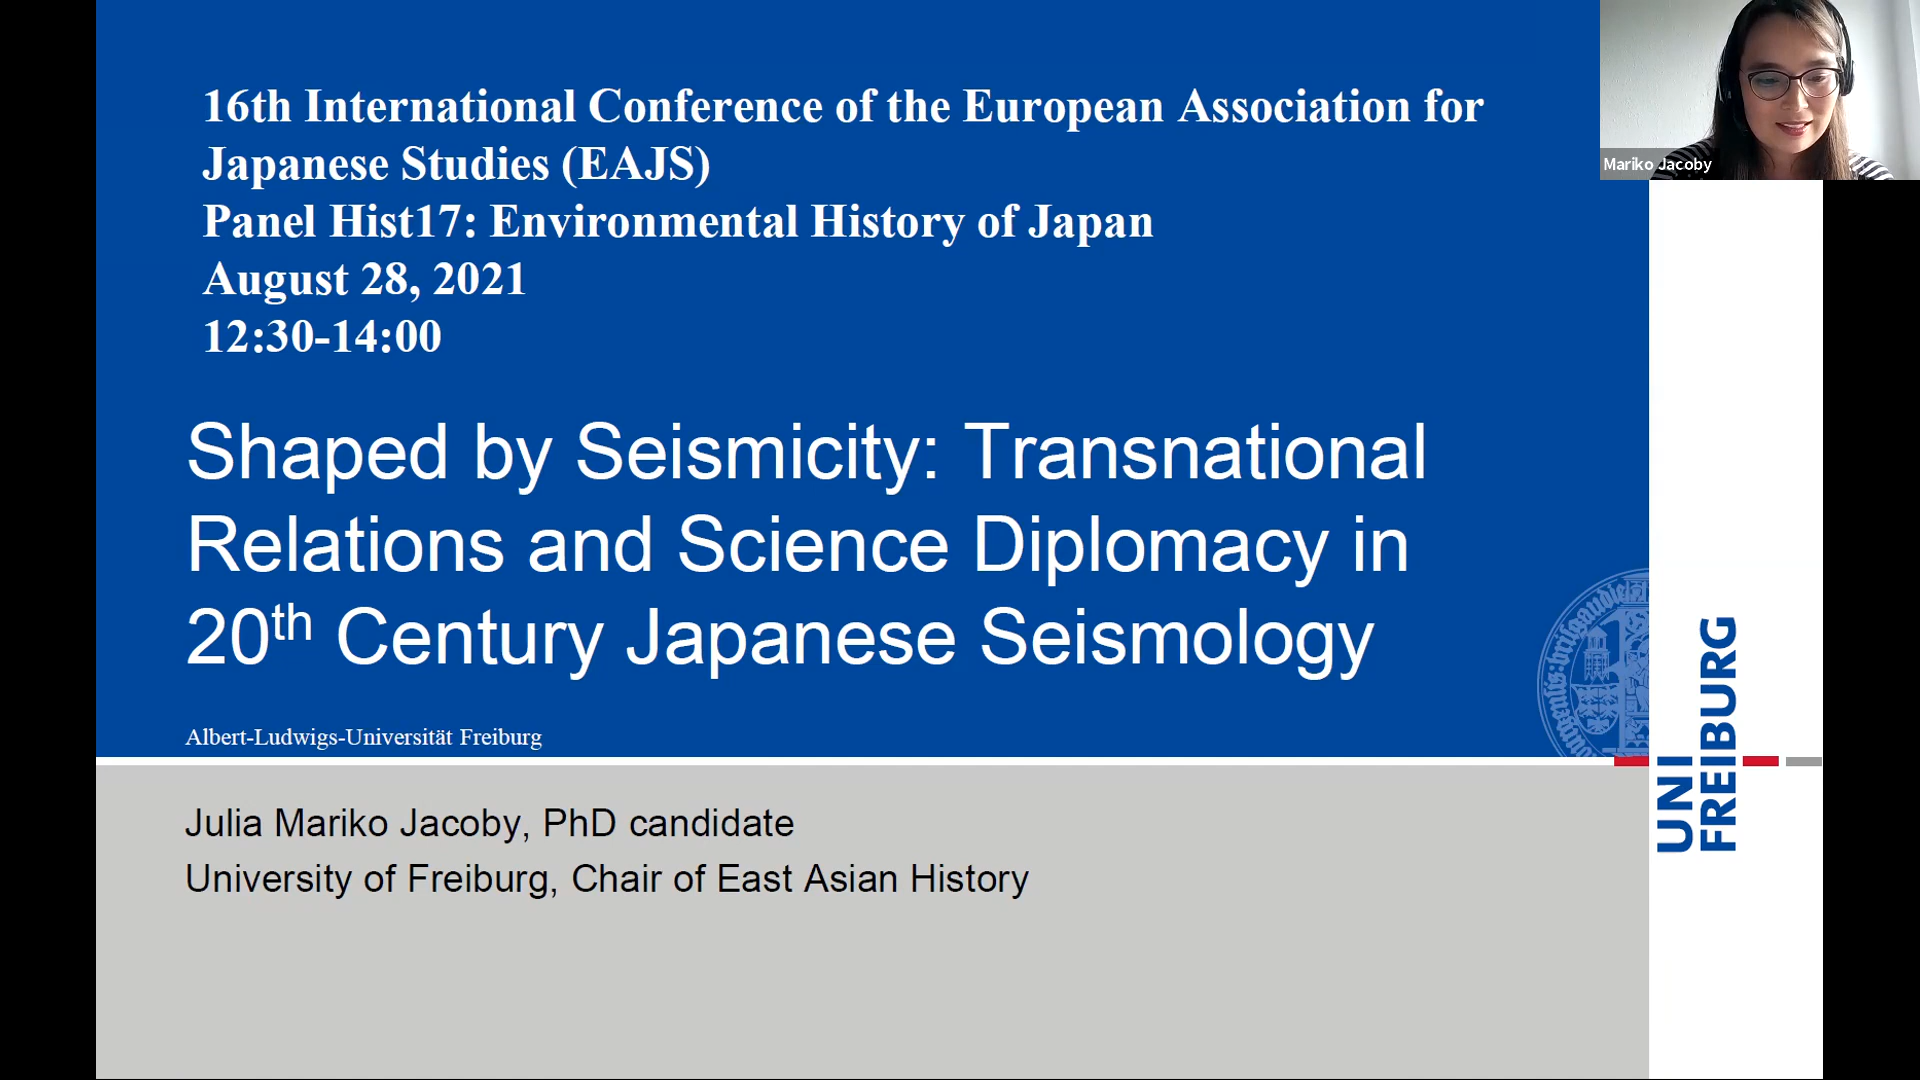 16th International Conference of the European Association for
Japanese Studies (EAJS)
Panel Hist17: Environmental History of Japan
August 28, 2021
12:30-14:00
Mariko Jacoby
Shaped by Seismicity: Transnational
Relations and Science Diplomacy in
20th Century Japanese Seismology
Albert-Ludwigs-Universität Freiburg
UNI
FREIBURG
Julia Mariko Jacoby, PhD candidate
University of Freiburg, Chair of East Asian History